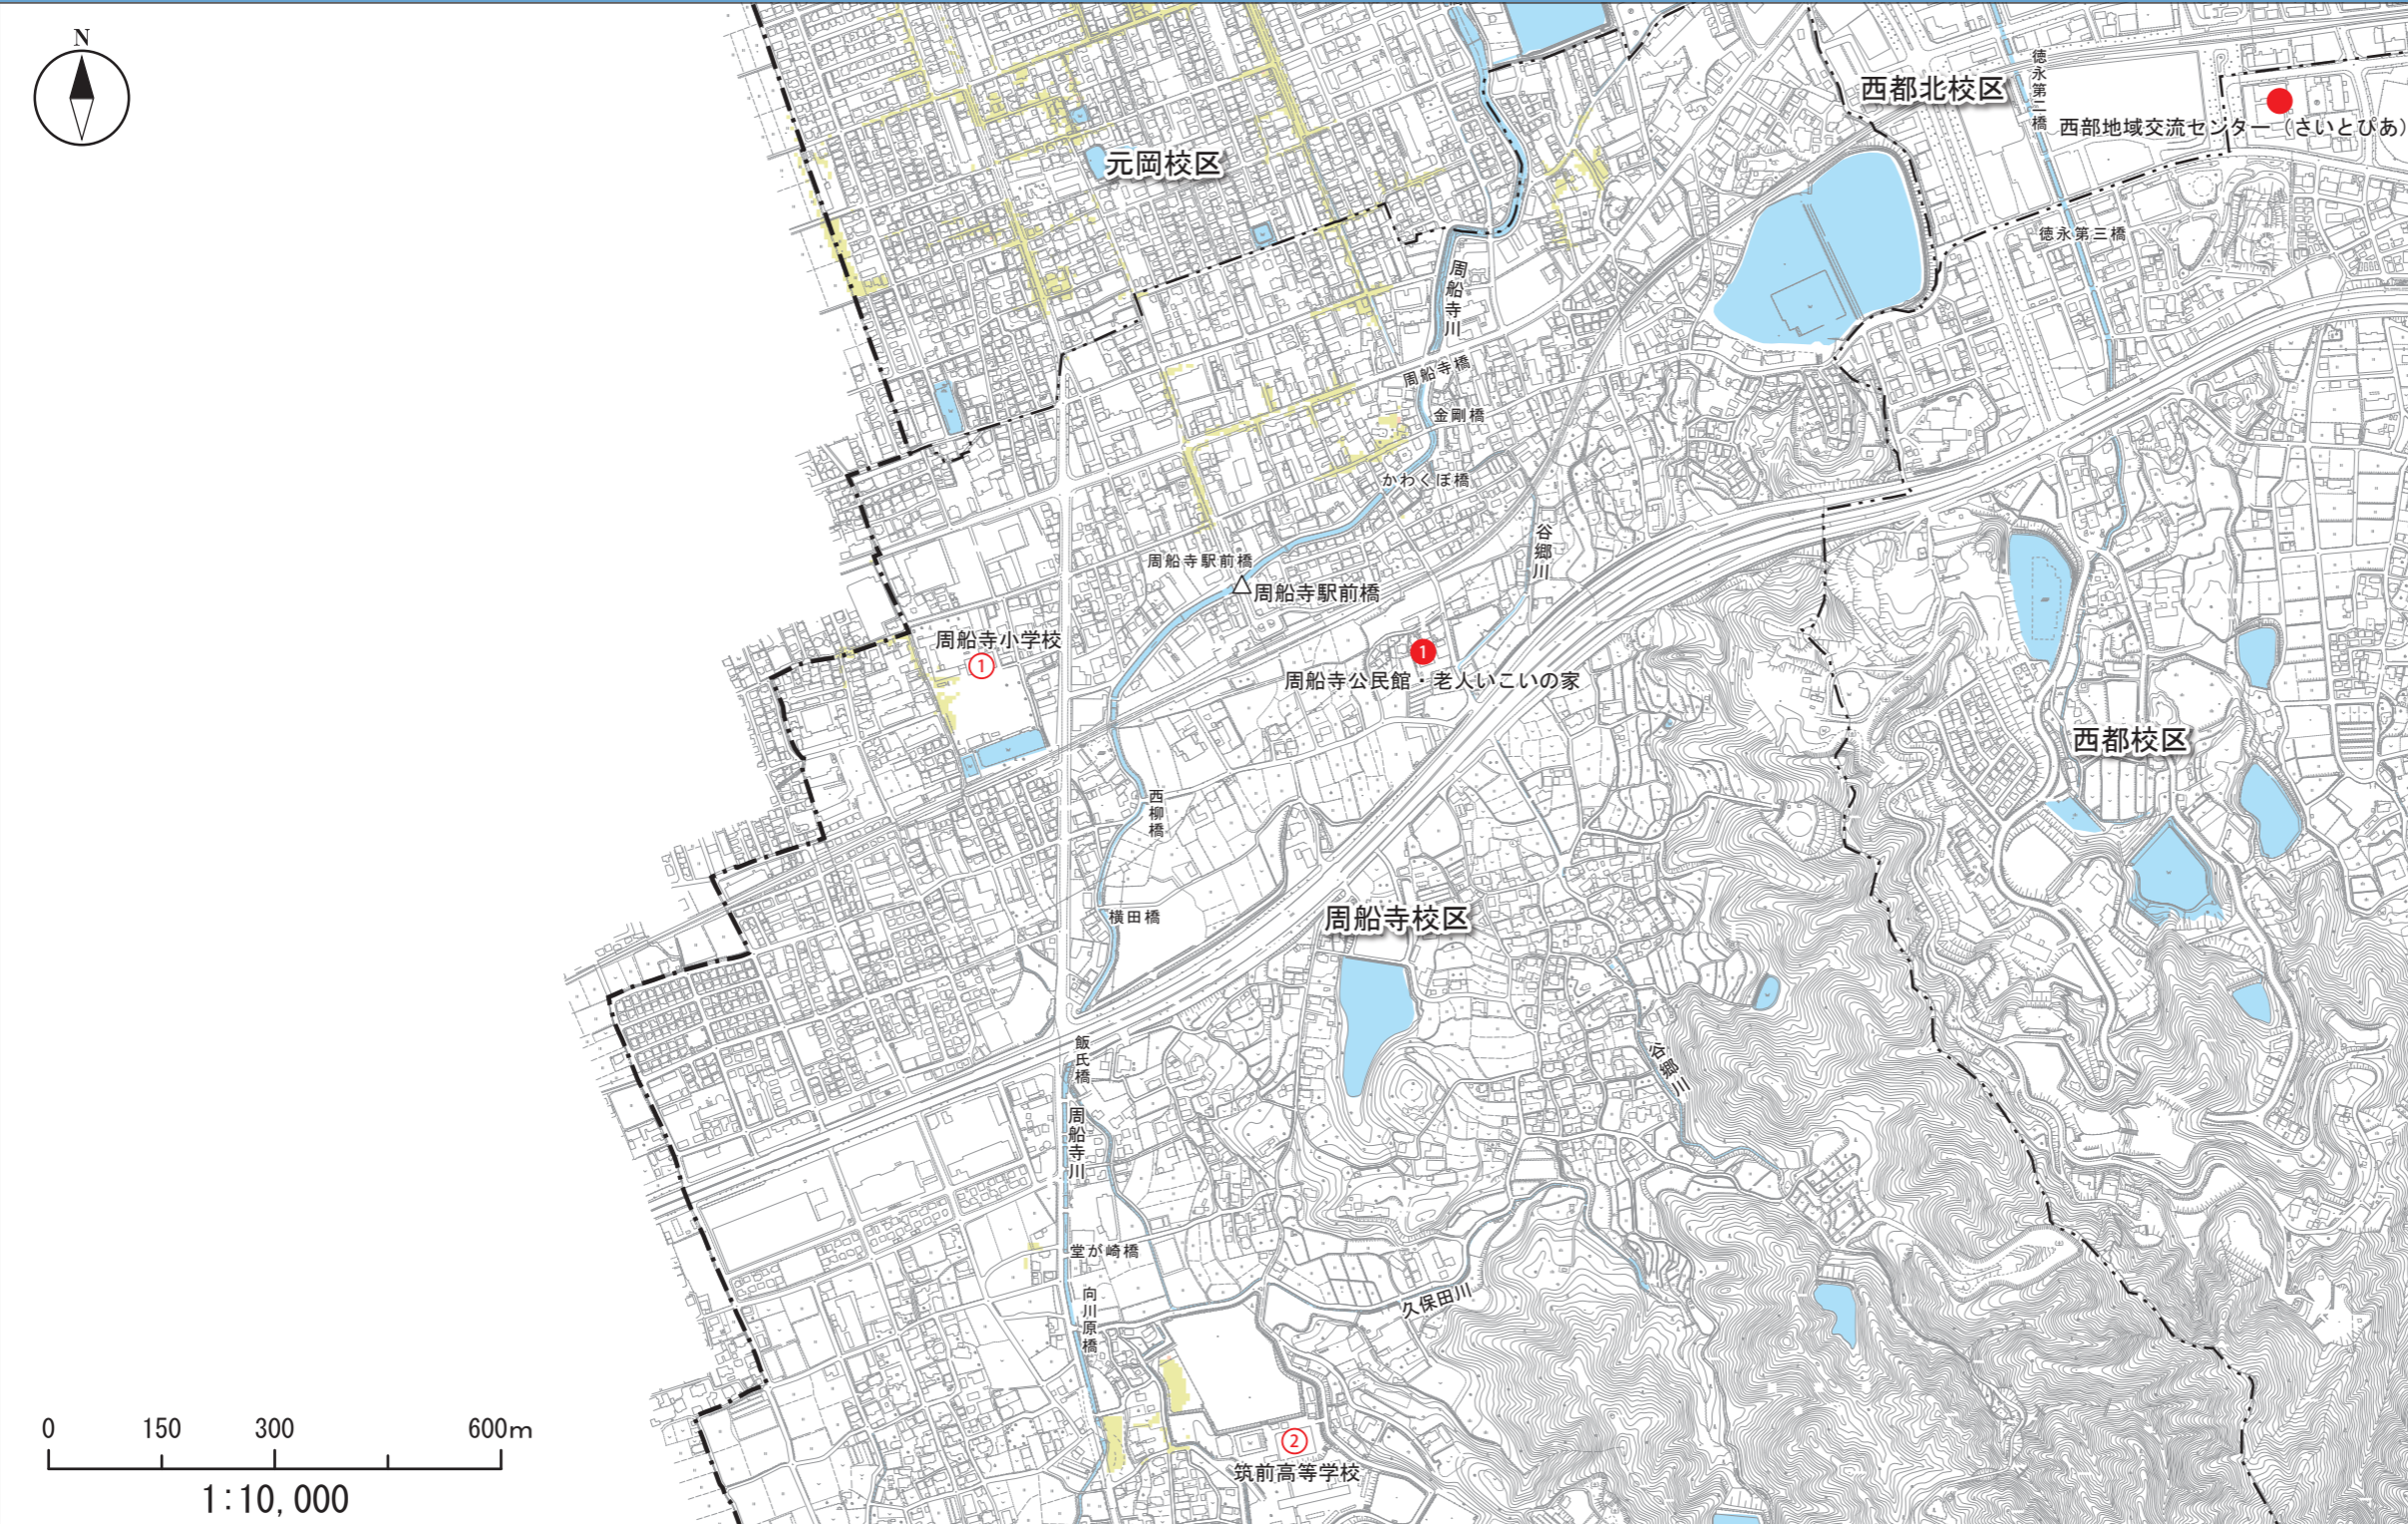 N
西都北校区
徳永第二橋
西部地域交流センター（さいとぴあ）
元岡校区
徳永第三橋
周船寺川
周船寺橋
金剛橋
かわくぼ橋
谷郷川
周船寺駅前橋
周船寺駅前橋
周船寺小学校
1
1
周船寺公民館・老人いこいの家
西都校区
西柳橋
横田橋
周船寺校区
飯氏橋
谷郷川
周船寺川
堂が崎橋
向川原橋
久保田川
2
筑前高等学校
0 150 300 600m
1:10,000